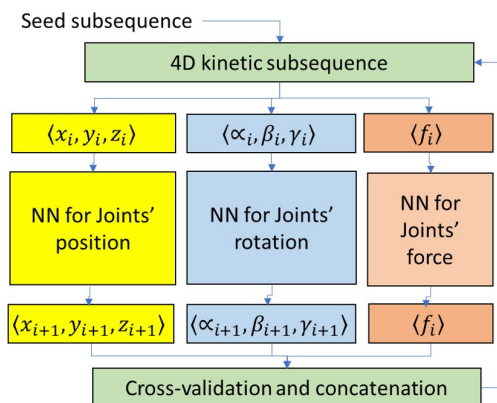 Seed subsequence
4D kinetic subsequence
⟨x_i, y_i, z_i⟩
⟨∝_i, β_i, γ_i⟩
⟨f_i⟩
NN for Joints'
position
NN for Joints'
rotation
NN for
Joints'
force
⟨x_{i+1}, y_{i+1}, z_{i+1}⟩
⟨∝_{i+1}, β_{i+1}, γ_{i+1}⟩
⟨f_i⟩
Cross-validation and concatenation